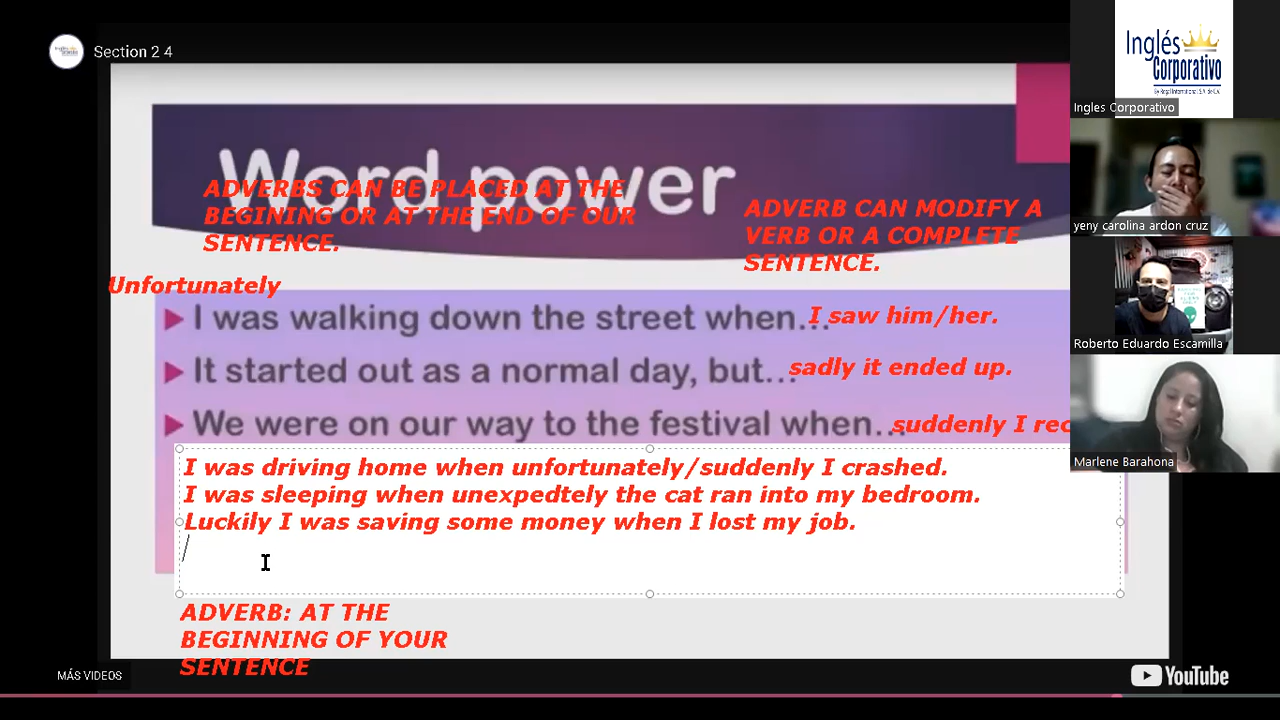 Section 2 4
Word power
ADVERBS CAN BE PLACED AT THE
BEGINING OR AT THE END OF OUR
SENTENCE.
ADVERB CAN MODIFY A
VERB OR A COMPLETE
SENTENCE.
Unfortunately
I was walking down the street when... I saw him/her.
It started out as a normal day, but... sadly it ended up.
We were on our way to the festival when... suddenly I rec
I was driving home when unfortunately/suddenly I crashed.
I was sleeping when unexpedtely the cat ran into my bedroom.
Luckily I was saving some money when I lost my job.
/
ADVERB: AT THE
BEGINNING OF YOUR
SENTENCE
MÁS VIDEOS
YouTube
Inglés
Corporativo
Ingles Corporativo
yeny carolina ardon cruz
Roberto Eduardo Escamilla
Marlene Barahona